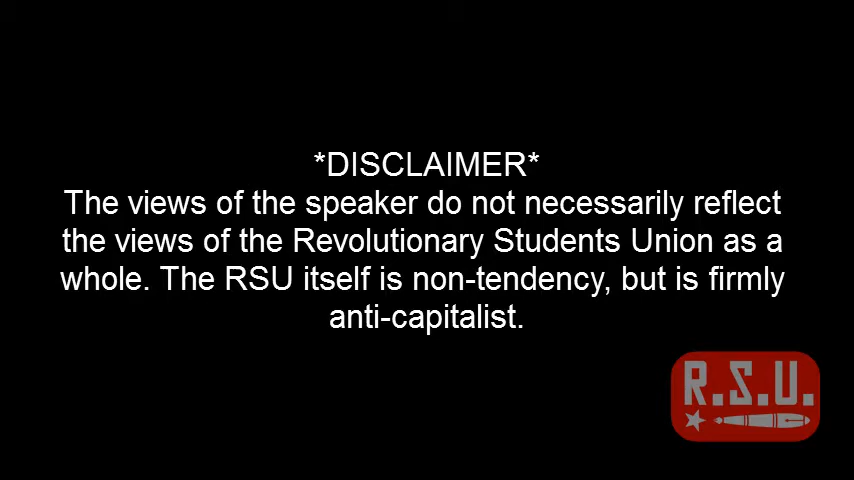 *DISCLAIMER*
The views of the speaker do not necessarily reflect
the views of the Revolutionary Students Union as a
whole. The RSU itself is non-tendency, but is firmly
anti-capitalist.
R.S.U.